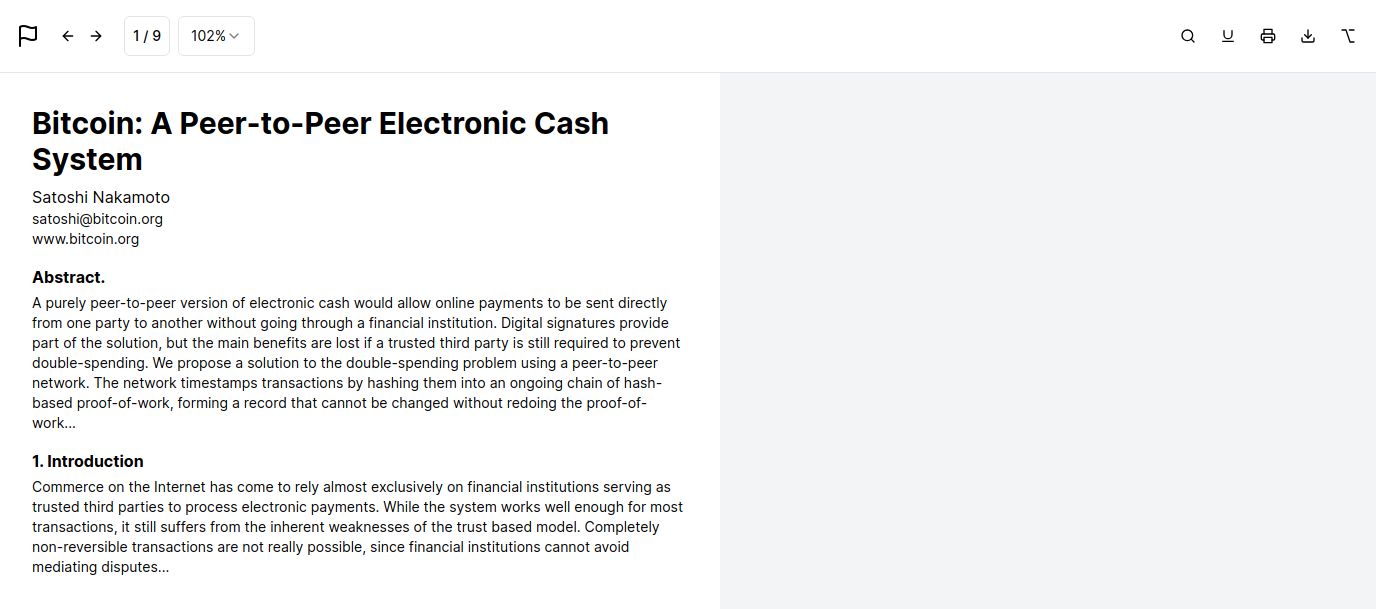 1 / 9
102%
Bitcoin: A Peer-to-Peer Electronic Cash
System
Satoshi Nakamoto
satoshi@bitcoin.org
www.bitcoin.org
Abstract.
A purely peer-to-peer version of electronic cash would allow online payments to be sent directly
from one party to another without going through a financial institution. Digital signatures provide
part of the solution, but the main benefits are lost if a trusted third party is still required to prevent
double-spending. We propose a solution to the double-spending problem using a peer-to-peer
network. The network timestamps transactions by hashing them into an ongoing chain of hash-
based proof-of-work, forming a record that cannot be changed without redoing the proof-of-
work...
1. Introduction
Commerce on the Internet has come to rely almost exclusively on financial institutions serving as
trusted third parties to process electronic payments. While the system works well enough for most
transactions, it still suffers from the inherent weaknesses of the trust based model. Completely
non-reversible transactions are not really possible, since financial institutions cannot avoid
mediating disputes...